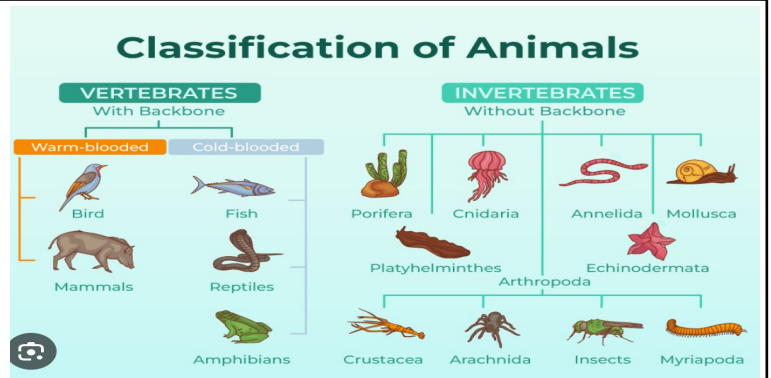 Classification of Animals
VERTEBRATES
With Backbone
Warm-blooded
Cold-blooded
Bird
Fish
Mammals
Reptiles
Amphibians
INVERTEBRATES
Without Backbone
Porifera
Cnidaria
Annelida
Mollusca
Platyhelminthes
Echinodermata
Arthropoda
Crustacea
Arachnida
Insects
Myriapoda